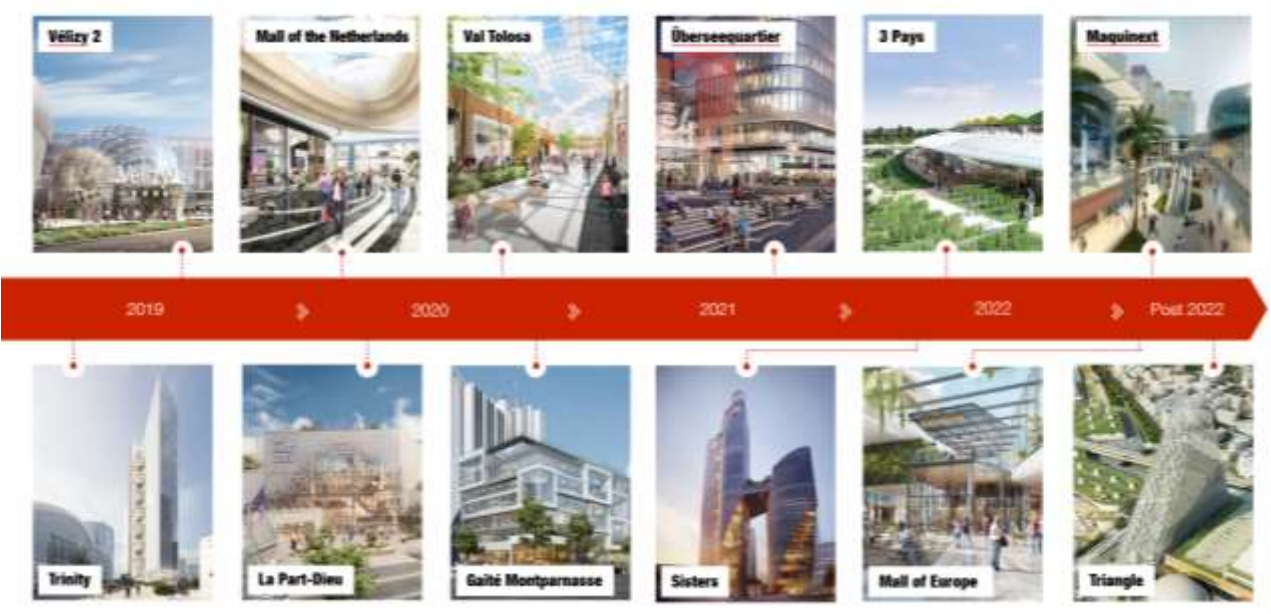 Vélizy 2
Mall of the Netherlands
Val Tolosa
Überseequartier
3 Pays
Maquinext
2019
2020
2021
2022
Post 2022
Trinity
La Part-Dieu
Gaîté Montparnasse
Sisters
Mall of Europe
Triangle